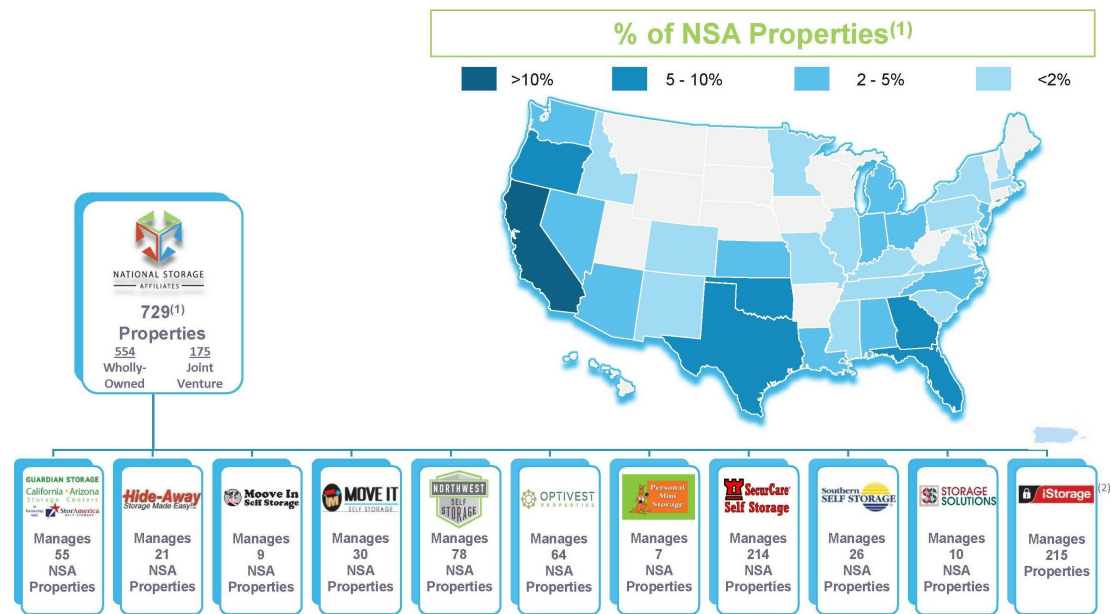 % of NSA Properties(1)
>10%
5 - 10%
2 - 5%
<2%
NATIONAL STORAGE
AFFILIATES
729(1)
Properties
554
Wholly-
Owned
175
Joint
Venture
GUARDIAN STORAGE
California • Arizona
Storage Centers
StorAmerica
SELF STORAGE
Manages
55
NSA
Properties
Hide-Away
Storage Made Easy!
Manages
21
NSA
Properties
Moove In
Self Storage
Manages
9
NSA
Properties
MOVE IT
SELF STORAGE
Manages
30
NSA
Properties
NORTHWEST
SELF
STORAGE
Manages
78
NSA
Properties
OPTIVEST
PROPERTIES
Manages
64
NSA
Properties
Personal
Mini
Storage
Manages
7
NSA
Properties
SecurCare
Self Storage
Manages
214
NSA
Properties
Southern
SELF STORAGE
Manages
26
NSA
Properties
STORAGE
SOLUTIONS
Manages
10
NSA
Properties
iStorage (2)
Manages
215
Properties